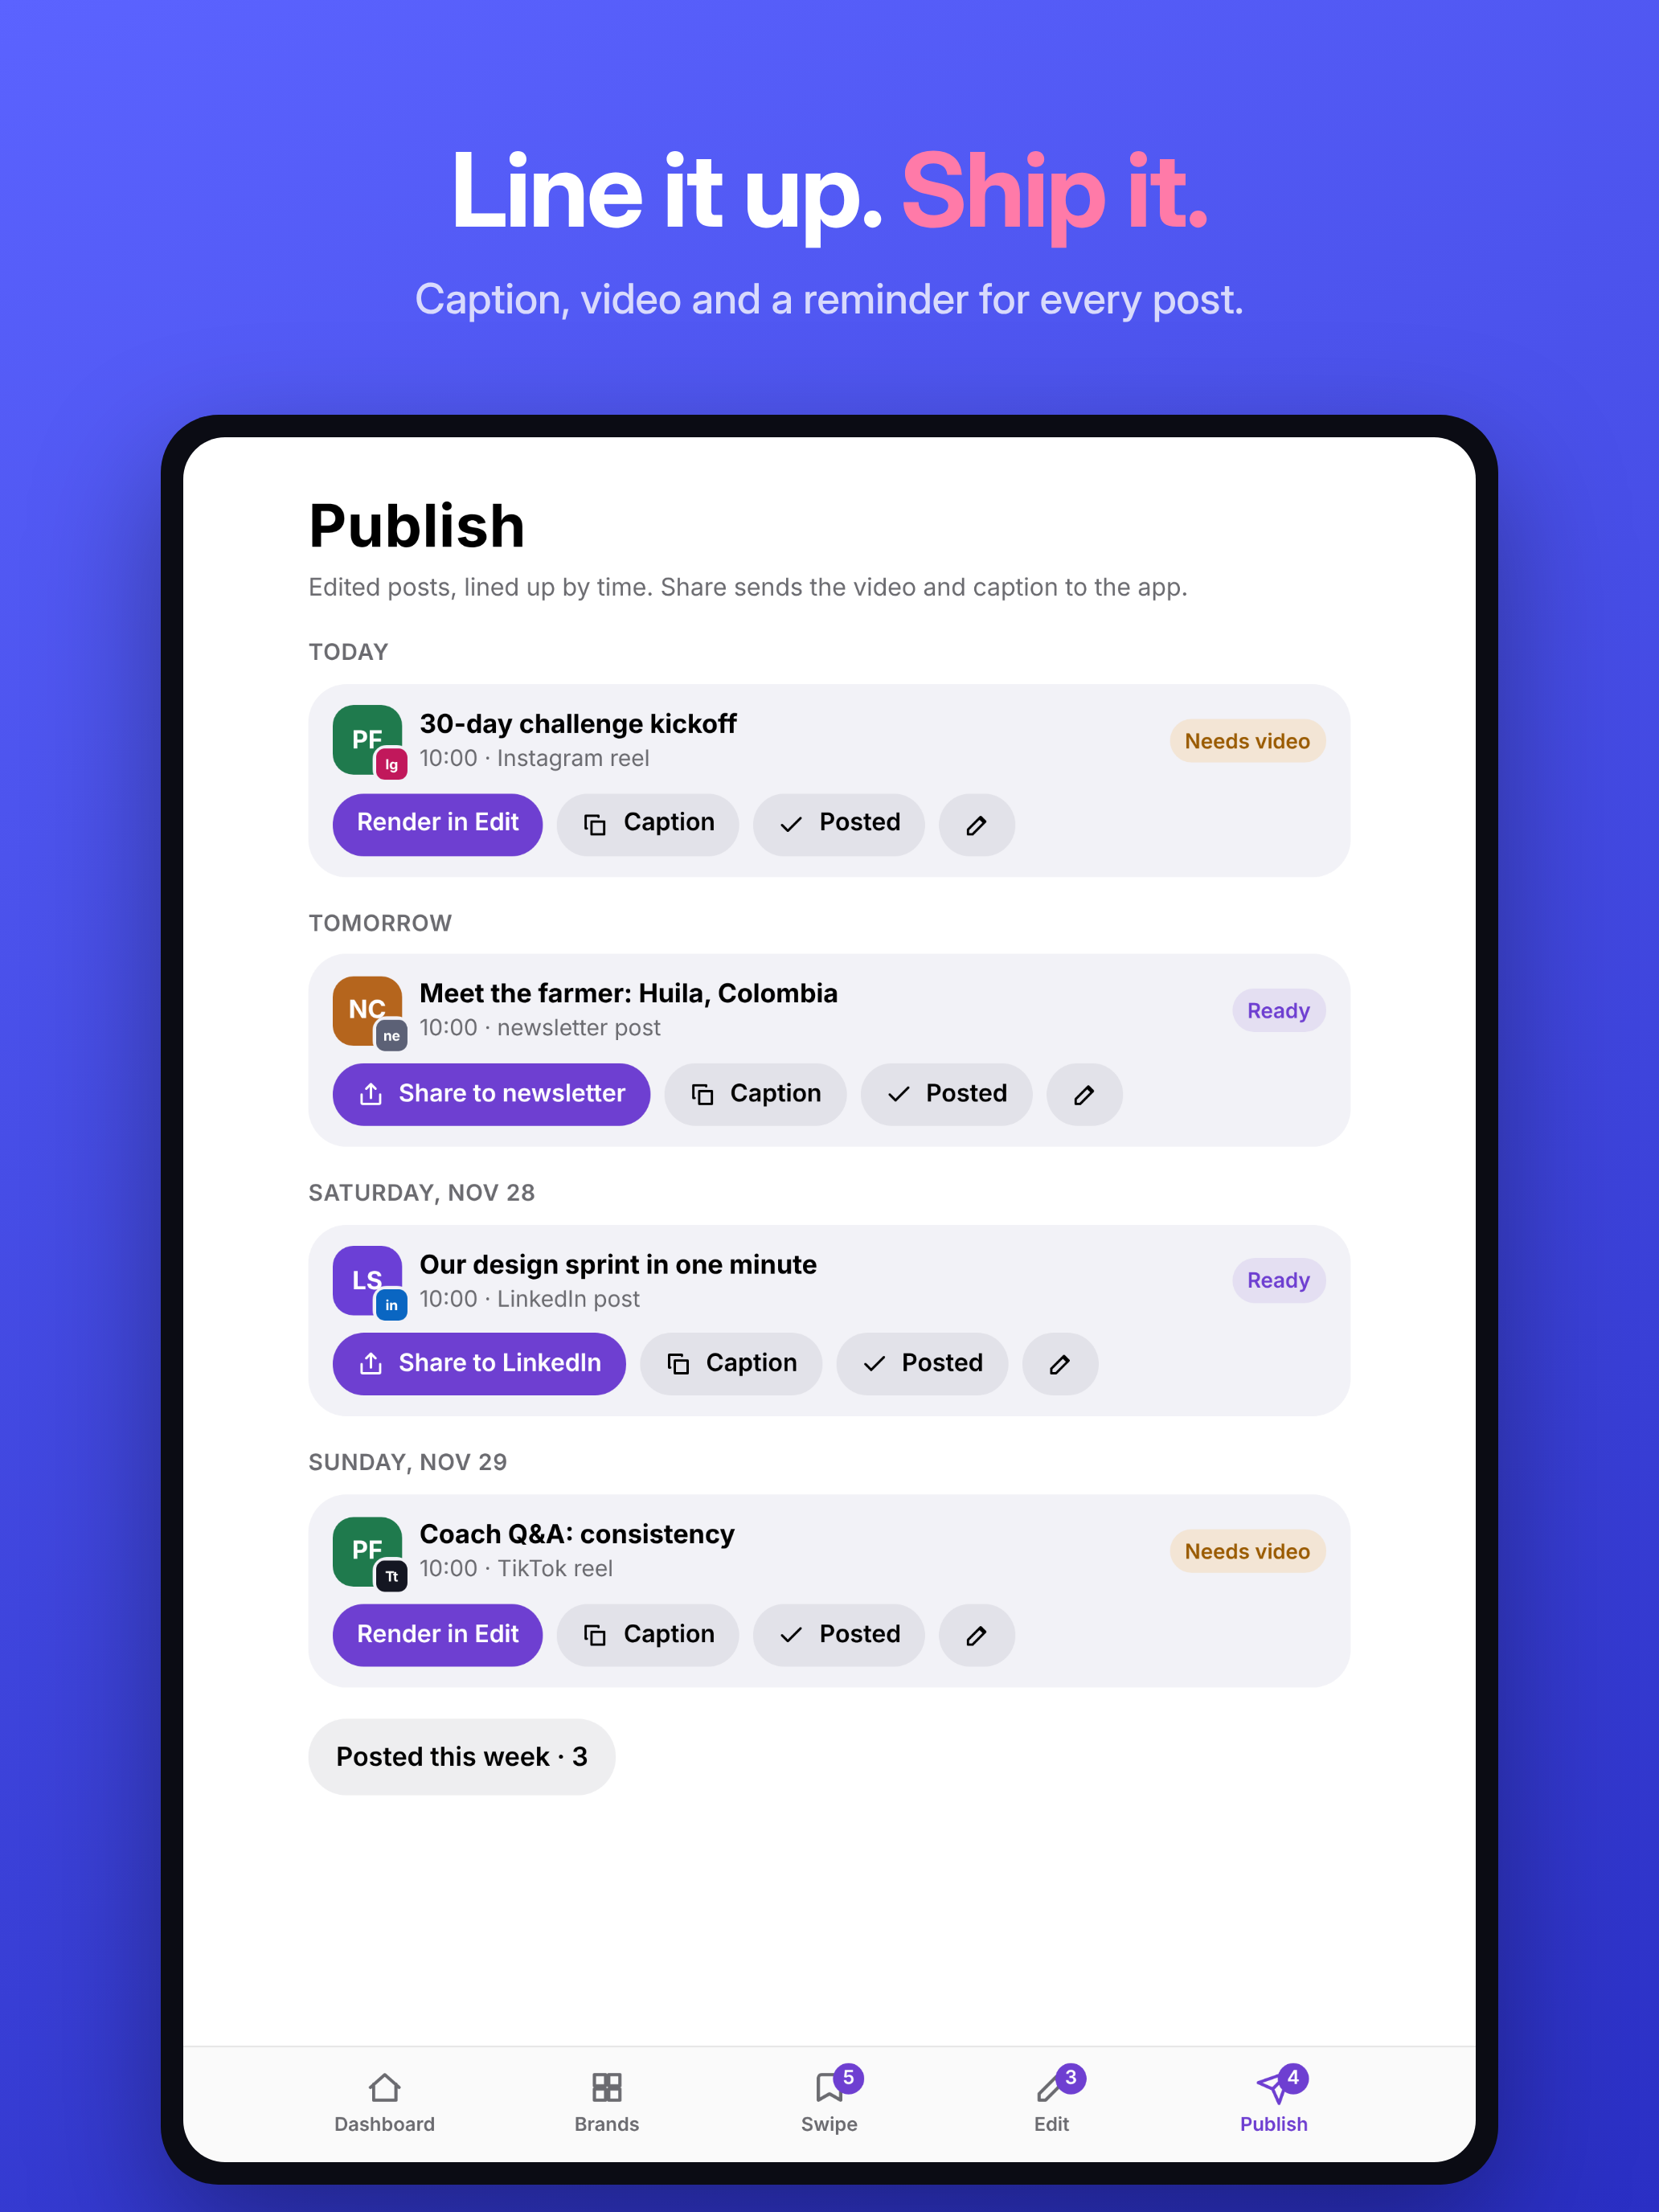 Line it up. Ship it.
Caption, video and a reminder for every post.
Publish
Edited posts, lined up by time. Share sends the video and caption to the app.
TODAY
PF
Ig
30-day challenge kickoff
10:00 · Instagram reel
Needs video
Render in Edit
Caption
Posted
TOMORROW
NC
ne
Meet the farmer: Huila, Colombia
10:00 · newsletter post
Ready
Share to newsletter
Caption
Posted
SATURDAY, NOV 28
LS
in
Our design sprint in one minute
10:00 · LinkedIn post
Ready
Share to LinkedIn
Caption
Posted
SUNDAY, NOV 29
PF
Tt
Coach Q&A: consistency
10:00 · TikTok reel
Needs video
Render in Edit
Caption
Posted
Posted this week · 3
Dashboard
Brands
5
Swipe
3
Edit
4
Publish